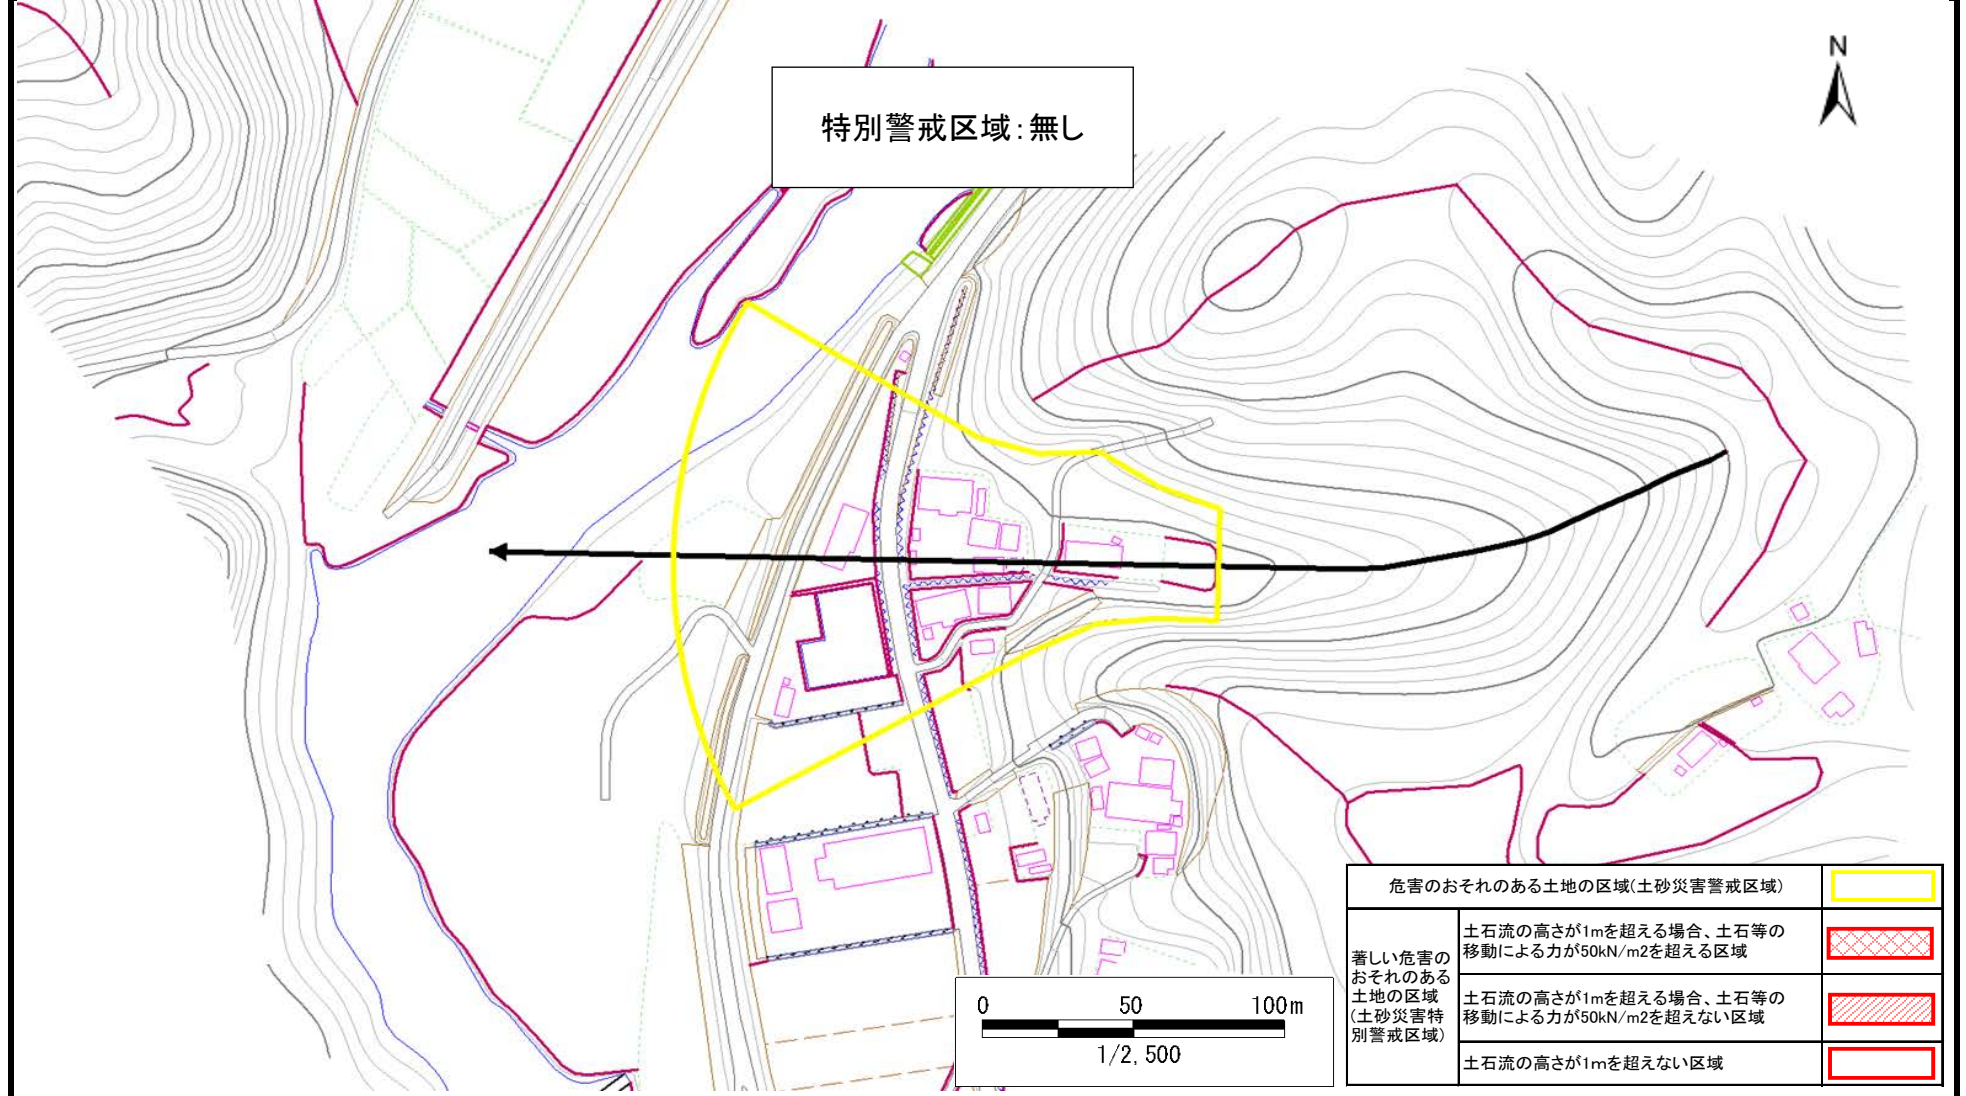 N
特別警戒区域：無し
危害のおそれのある土地の区域(土砂災害警戒区域)
著しい危害の
おそれのある
土地の区域
(土砂災害特
別警戒区域)
土石流の高さが1mを超える場合、土石等の
移動による力が50kN/m2を超える区域
土石流の高さが1mを超える場合、土石等の
移動による力が50kN/m2を超えない区域
土石流の高さが1mを超えない区域
0 50 100m
1/2,500